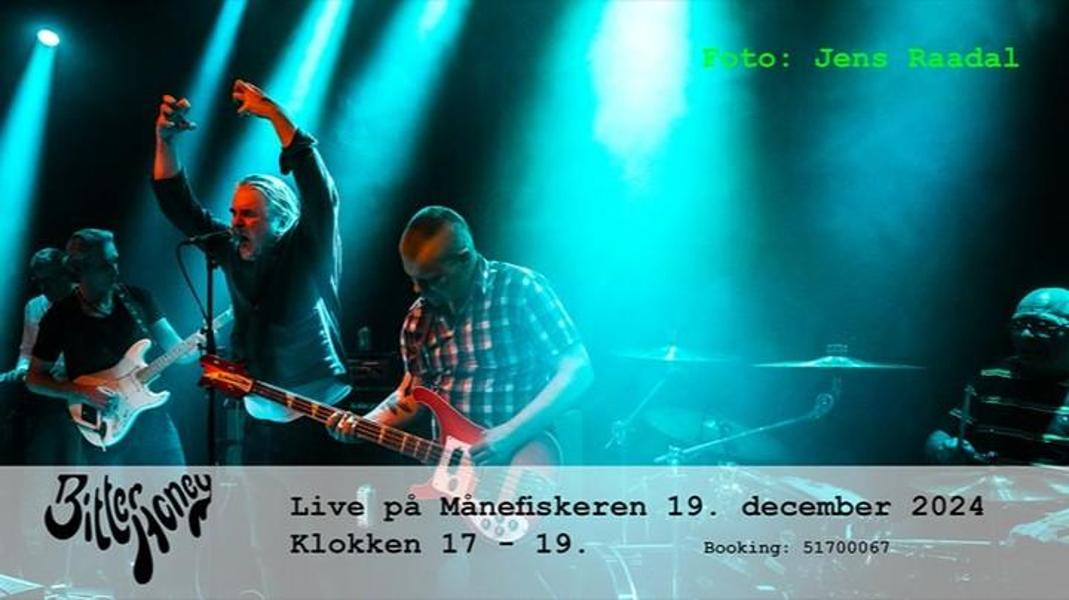 Foto: Jens Raadal
Bitter Honey
Live på Månefiskeren 19. december 2024
Klokken 17 - 19.
Booking: 51700067